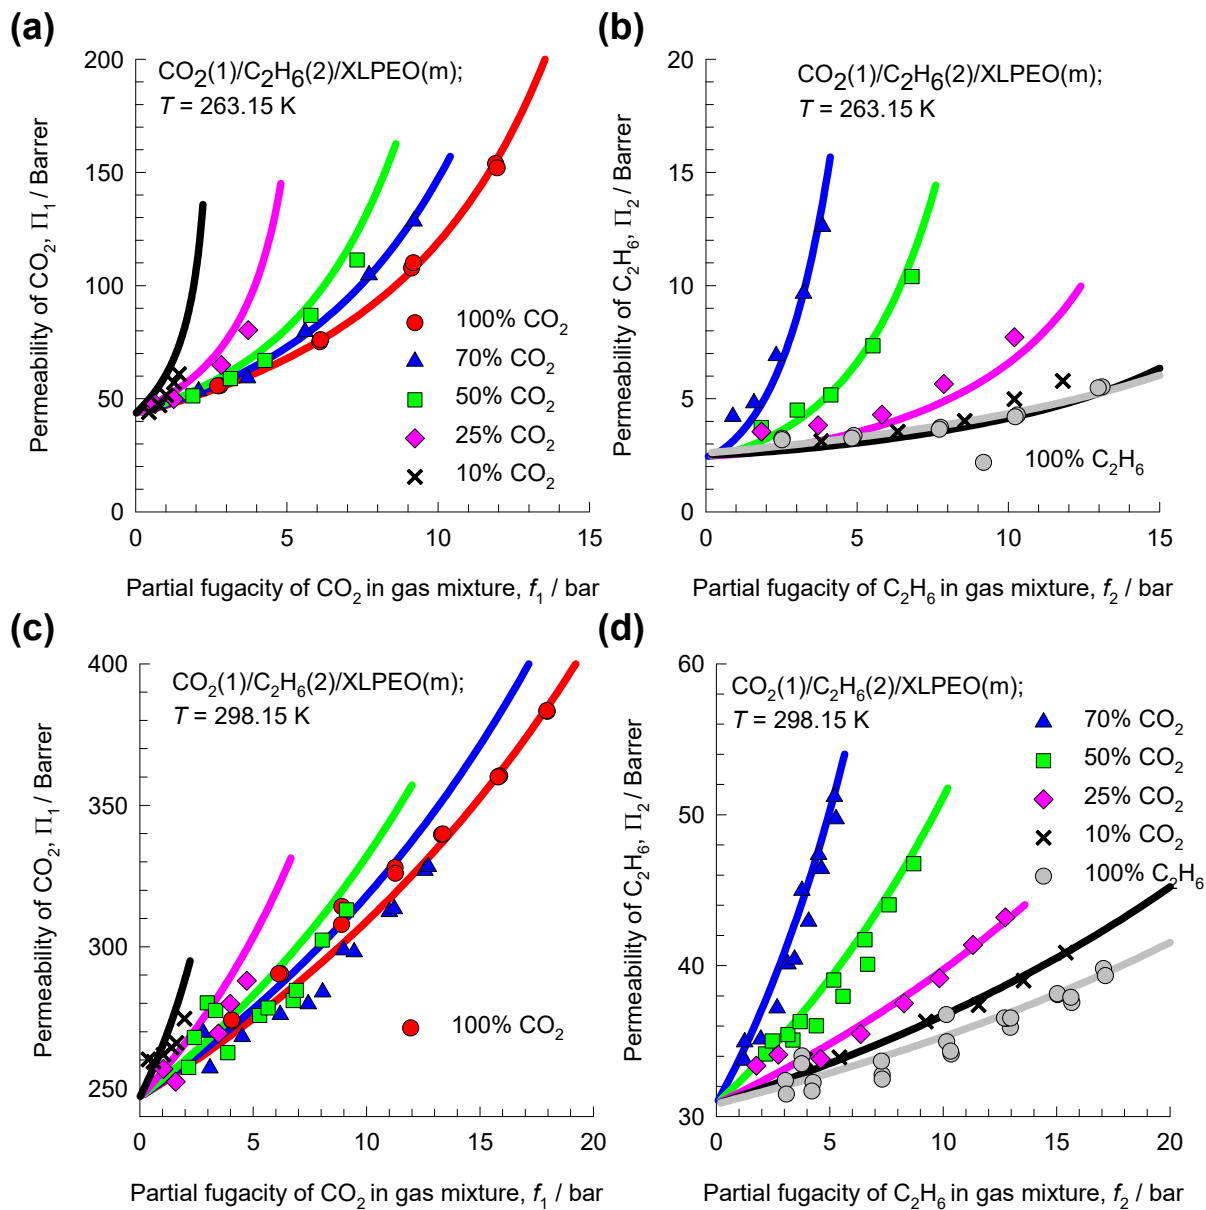 (a)
CO2(1)/C2H6(2)/XLPEO(m);
T = 263.15 K
200
150
100
50
0
0 5 10 15
Permeability of CO2, Π1 / Barrer
100% CO2
70% CO2
50% CO2
25% CO2
10% CO2
Partial fugacity of CO2 in gas mixture, f1 / bar
(b)
CO2(1)/C2H6(2)/XLPEO(m);
T = 263.15 K
20
15
10
5
0
0 5 10 15
Permeability of C2H6, Π2 / Barrer
100% C2H6
Partial fugacity of C2H6 in gas mixture, f2 / bar
(c)
CO2(1)/C2H6(2)/XLPEO(m);
T = 298.15 K
400
350
300
250
0 5 10 15 20
Permeability of CO2, Π1 / Barrer
100% CO2
Partial fugacity of CO2 in gas mixture, f1 / bar
(d)
CO2(1)/C2H6(2)/XLPEO(m);
T = 298.15 K
60
50
40
30
0 5 10 15 20
Permeability of C2H6, Π2 / Barrer
70% CO2
50% CO2
25% CO2
10% CO2
100% C2H6
Partial fugacity of C2H6 in gas mixture, f2 / bar